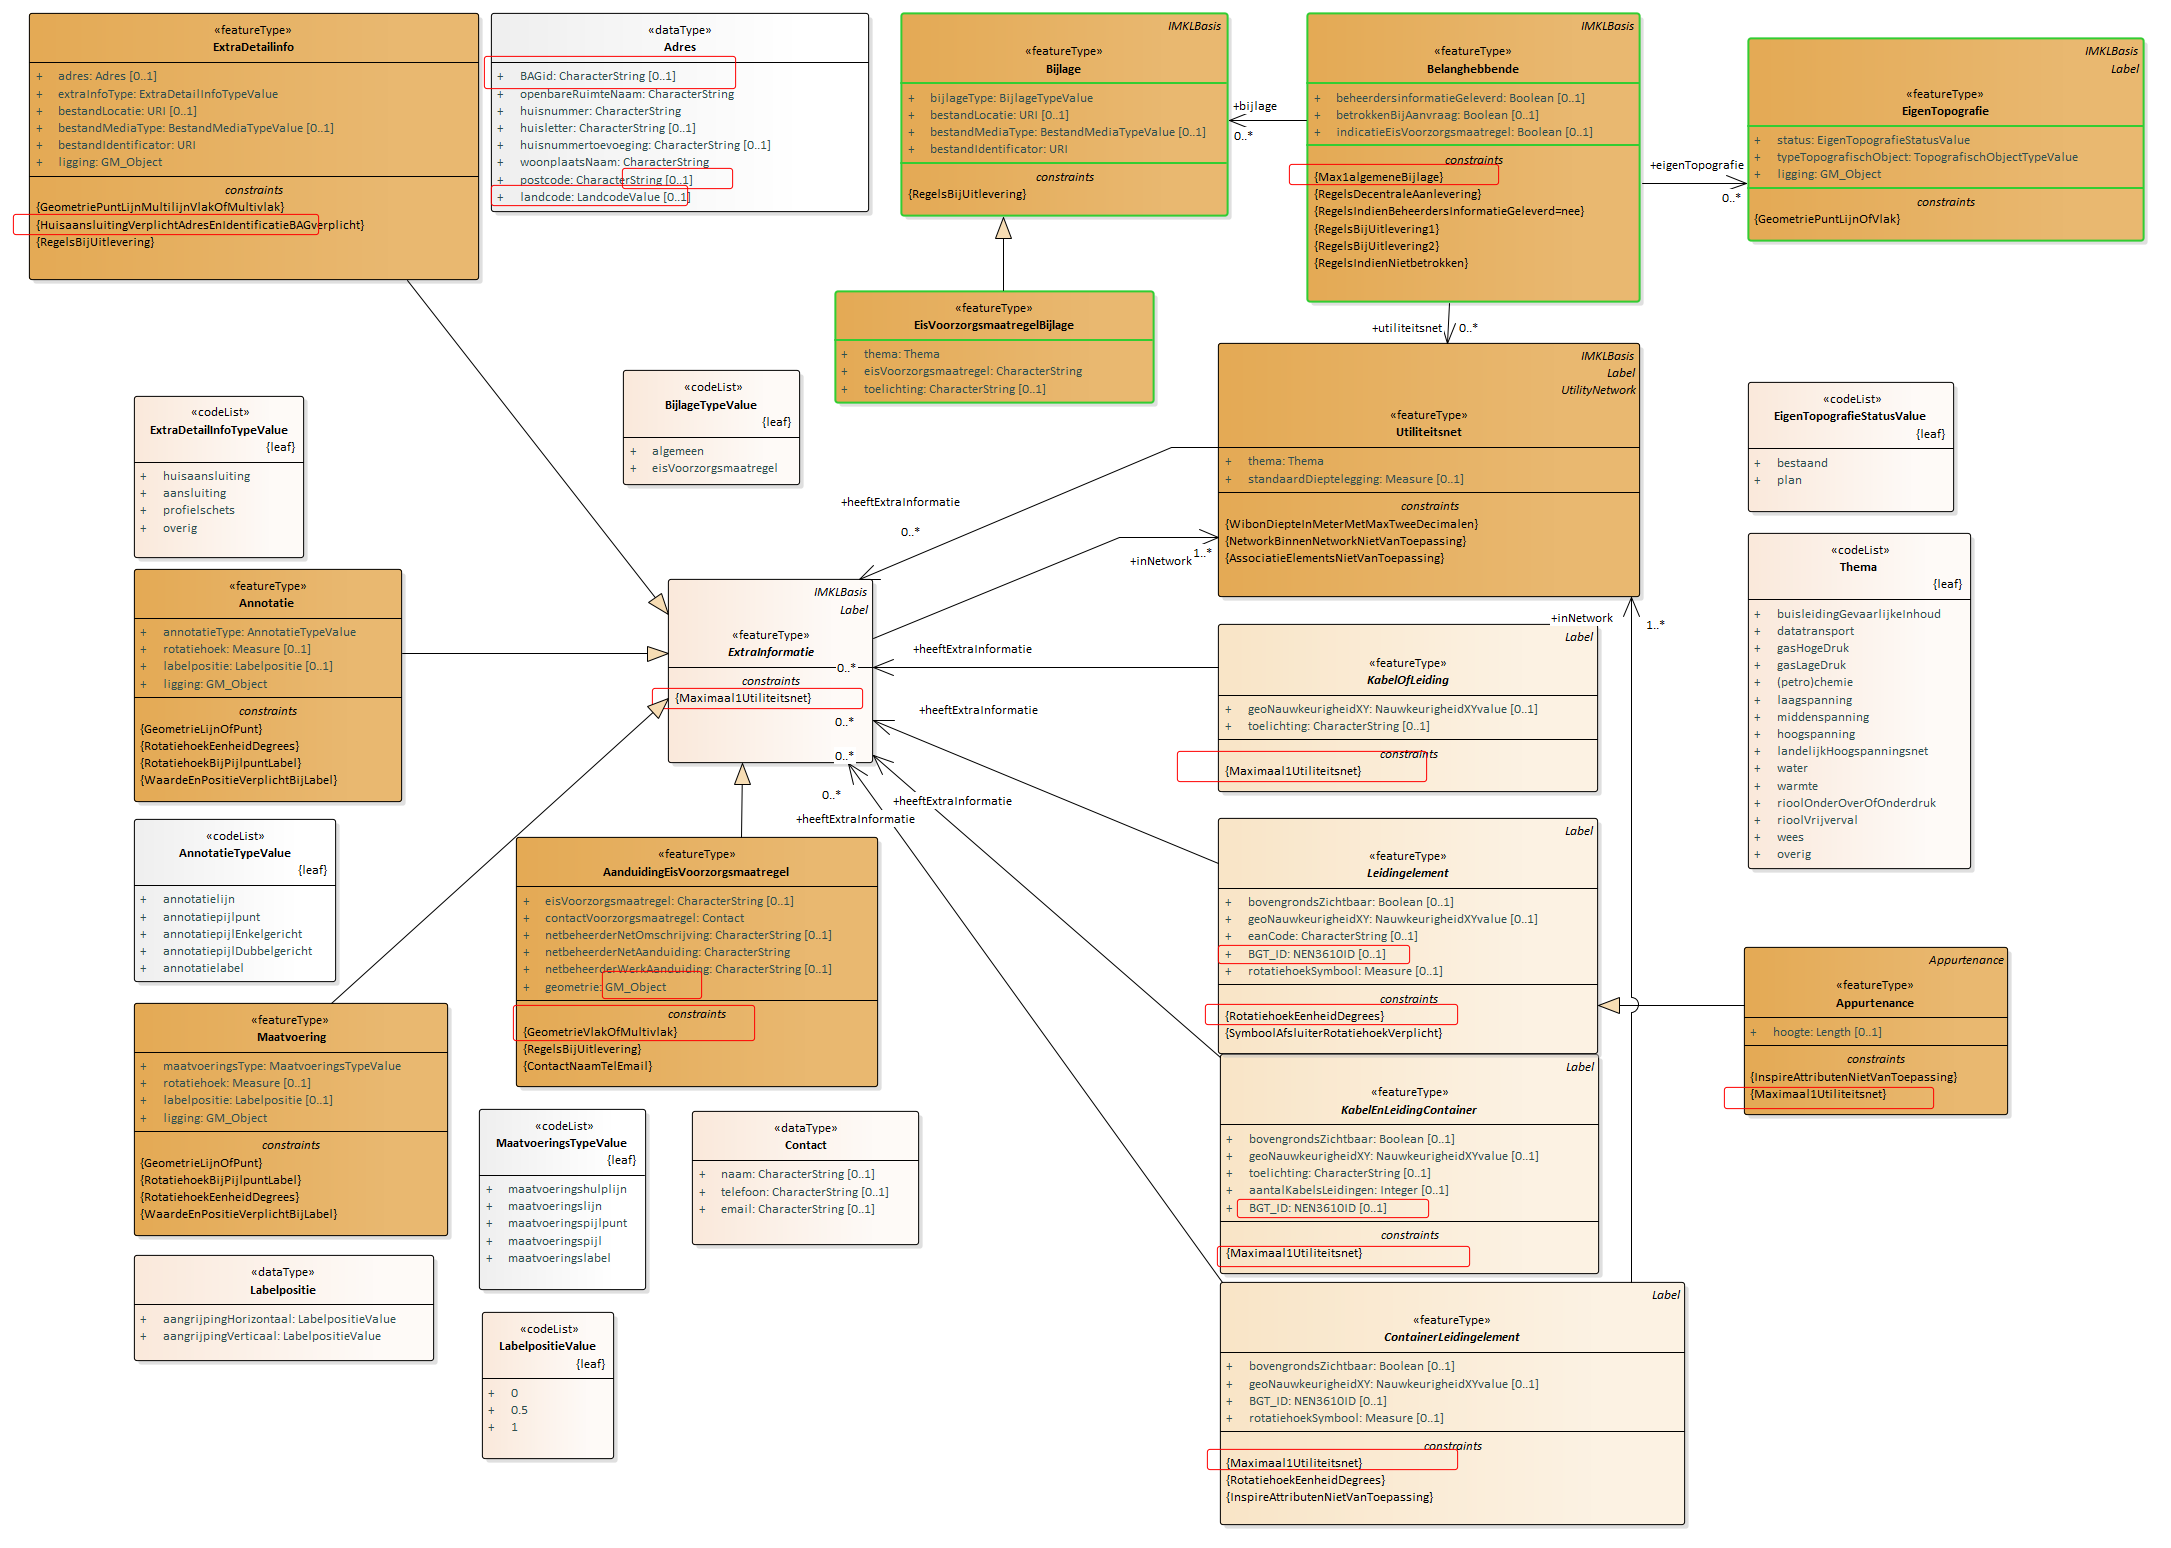 «featureType»
ExtraDetailinfo
+ adres: Adres [0..1]
+ extraInfoType: ExtraDetailInfoTypeValue
+ bestandLocatie: URI [0..1]
+ bestandMediaType: BestandMediaTypeValue [0..1]
+ bestandIdentificator: URI
+ ligging: GM_Object
constraints
{GeometriePuntLijnMultilijnVlakOfMultivlak}
{HuisaansluitingVerplichtAdresEnIdentificatieBAGverplicht}
{RegelsBijUitlevering}
«dataType»
Adres
+ BAGid: CharacterString [0..1]
+ openbareRuimteNaam: CharacterString
+ huisnummer: CharacterString
+ huisletter: CharacterString [0..1]
+ huisnummertoevoeging: CharacterString [0..1]
+ woonplaatsNaam: CharacterString
+ postcode: CharacterString [0..1]
+ landcode: LandcodeValue [0..1]
IMKLBasis
«featureType»
Bijlage
+ bijlageType: BijlageTypeValue
+ bestandLocatie: URI [0..1]
+ bestandMediaType: BestandMediaTypeValue [0..1]
+ bestandIdentificator: URI
constraints
{RegelsBijUitlevering}
+bijlage
0..*
IMKLBasis
«featureType»
Belanghebbende
+ beheerdersinformatieGeleverd: Boolean [0..1]
+ betrokkenBijAanvraag: Boolean [0..1]
+ indicatieEisVoorzorgsmaatregel: Boolean [0..1]
constraints
{Max1algemeneBijlage}
{RegelsDecentraleAanlevering}
{RegelsIndienBeheerdersInformatieGeleverd=nee}
{RegelsBijUitlevering1}
{RegelsBijUitlevering2}
{RegelsIndienNietbetrokken}
+eigenTopografie
0..*
IMKLBasis
Label
«featureType»
EigenTopografie
+ status: EigenTopografieStatusValue
+ typeTopografischObject: TopografischObjectTypeValue
+ ligging: GM_Object
constraints
{GeometriePuntLijnOfVlak}
«featureType»
EisVoorzorgsmaatregelBijlage
+ thema: Thema
+ eisVoorzorgsmaatregel: CharacterString
+ toelichting: CharacterString [0..1]
+utiliteitsnet 0..*
IMKLBasis
Label
UtilityNetwork
«featureType»
Utiliteitsnet
+ thema: Thema
+ standaardDieptelegging: Measure [0..1]
constraints
{WibonDiepteInMeterMetMaxTweeDecimalen}
{NetworkBinnenNetworkNietVanToepassing}
{AssociatieElementsNietVanToepassing}
«codeList»
BijlageTypeValue
{leaf}
+ algemeen
+ eisVoorzorgsmaatregel
«codeList»
ExtraDetailInfoTypeValue
{leaf}
+ huisaansluiting
+ aansluiting
+ profielschets
+ overig
«codeList»
EigenTopografieStatusValue
{leaf}
+ bestaand
+ plan
«codeList»
Thema
{leaf}
+ buisleidingGevaarlijkeInhoud
+ datatransport
+ gasHogeDruk
+ gasLageDruk
+ (petro)chemie
+ laagspanning
+ middenspanning
+ hoogspanning
+ landelijkHoogspanningsnet
+ water
+ warmte
+ rioolOnderOverOfOnderdruk
+ rioolVrijverval
+ wees
+ overig
+heeftExtraInformatie
0..*
+inNetwork
1..*
«featureType»
Annotatie
+ annotatieType: AnnotatieTypeValue
+ rotatiehoek: Measure [0..1]
+ labelpositie: Labelpositie [0..1]
+ ligging: GM_Object
constraints
{GeometrieLijnOfPunt}
{RotatiehoekEenheidDegrees}
{RotatiehoekBijPijlpuntLabel}
{WaardeEnPositieVerplichtBijLabel}
IMKLBasis
Label
«featureType»
ExtraInformatie
constraints
{Maximaal1Utiliteitsnet}
0..*
0..*
0..*
0..*
+heeftExtraInformatie
+heeftExtraInformatie
+heeftExtraInformatie
+heeftExtraInformatie
+inNetwork
1..*
Label
«featureType»
KabelOfLeiding
+ geoNauwkeurigheidXY: NauwkeurigheidXYvalue [0..1]
+ toelichting: CharacterString [0..1]
constraints
{Maximaal1Utiliteitsnet}
Label
«featureType»
Leidingelement
+ bovengrondsZichtbaar: Boolean [0..1]
+ geoNauwkeurigheidXY: NauwkeurigheidXYvalue [0..1]
+ eanCode: CharacterString [0..1]
+ BGT_ID: NEN3610ID [0..1]
+ rotatiehoekSymbool: Measure [0..1]
constraints
{RotatiehoekEenheidDegrees}
{SymboolAfsluiterRotatiehoekVerplicht}
Appurtenance
«featureType»
Appurtenance
+ hoogte: Length [0..1]
constraints
{InspireAttributenNietVanToepassing}
{Maximaal1Utiliteitsnet}
«codeList»
AnnotatieTypeValue
{leaf}
+ annotatielijn
+ annotatiepijlpunt
+ annotatiepijlEnkelgericht
+ annotatiepijlDubbelgericht
+ annotatielabel
«featureType»
AanduidingEisVoorzorgsmaatregel
+ eisVoorzorgsmaatregel: CharacterString [0..1]
+ contactVoorzorgsmaatregel: Contact
+ netbeheerderNetOmschrijving: CharacterString [0..1]
+ netbeheerderNetAanduiding: CharacterString
+ netbeheerderWerkAanduiding: CharacterString [0..1]
+ geometrie: GM_Object
constraints
{GeometrieVlakOfMultivlak}
{RegelsBijUitlevering}
{ContactNaamTelEmail}
«featureType»
Maatvoering
+ maatvoeringsType: MaatvoeringsTypeValue
+ rotatiehoek: Measure [0..1]
+ labelpositie: Labelpositie [0..1]
+ ligging: GM_Object
constraints
{GeometrieLijnOfPunt}
{RotatiehoekBijPijlpuntLabel}
{RotatiehoekEenheidDegrees}
{WaardeEnPositieVerplichtBijLabel}
«codeList»
MaatvoeringsTypeValue
{leaf}
+ maatvoeringshulplijn
+ maatvoeringslijn
+ maatvoeringspijlpunt
+ maatvoeringspijl
+ maatvoeringslabel
«dataType»
Contact
+ naam: CharacterString [0..1]
+ telefoon: CharacterString [0..1]
+ email: CharacterString [0..1]
Label
«featureType»
KabelEnLeidingContainer
+ bovengrondsZichtbaar: Boolean [0..1]
+ geoNauwkeurigheidXY: NauwkeurigheidXYvalue [0..1]
+ toelichting: CharacterString [0..1]
+ aantalKabelsLeidingen: Integer [0..1]
+ BGT_ID: NEN3610ID [0..1]
constraints
{Maximaal1Utiliteitsnet}
«dataType»
Labelpositie
+ aangrijpingHorizontaal: LabelpositieValue
+ aangrijpingVerticaal: LabelpositieValue
«codeList»
LabelpositieValue
{leaf}
+ 0
+ 0.5
+ 1
Label
«featureType»
ContainerLeidingelement
+ bovengrondsZichtbaar: Boolean [0..1]
+ geoNauwkeurigheidXY: NauwkeurigheidXYvalue [0..1]
+ BGT_ID: NEN3610ID [0..1]
+ rotatiehoekSymbool: Measure [0..1]
constraints
{Maximaal1Utiliteitsnet}
{RotatiehoekEenheidDegrees}
{InspireAttributenNietVanToepassing}